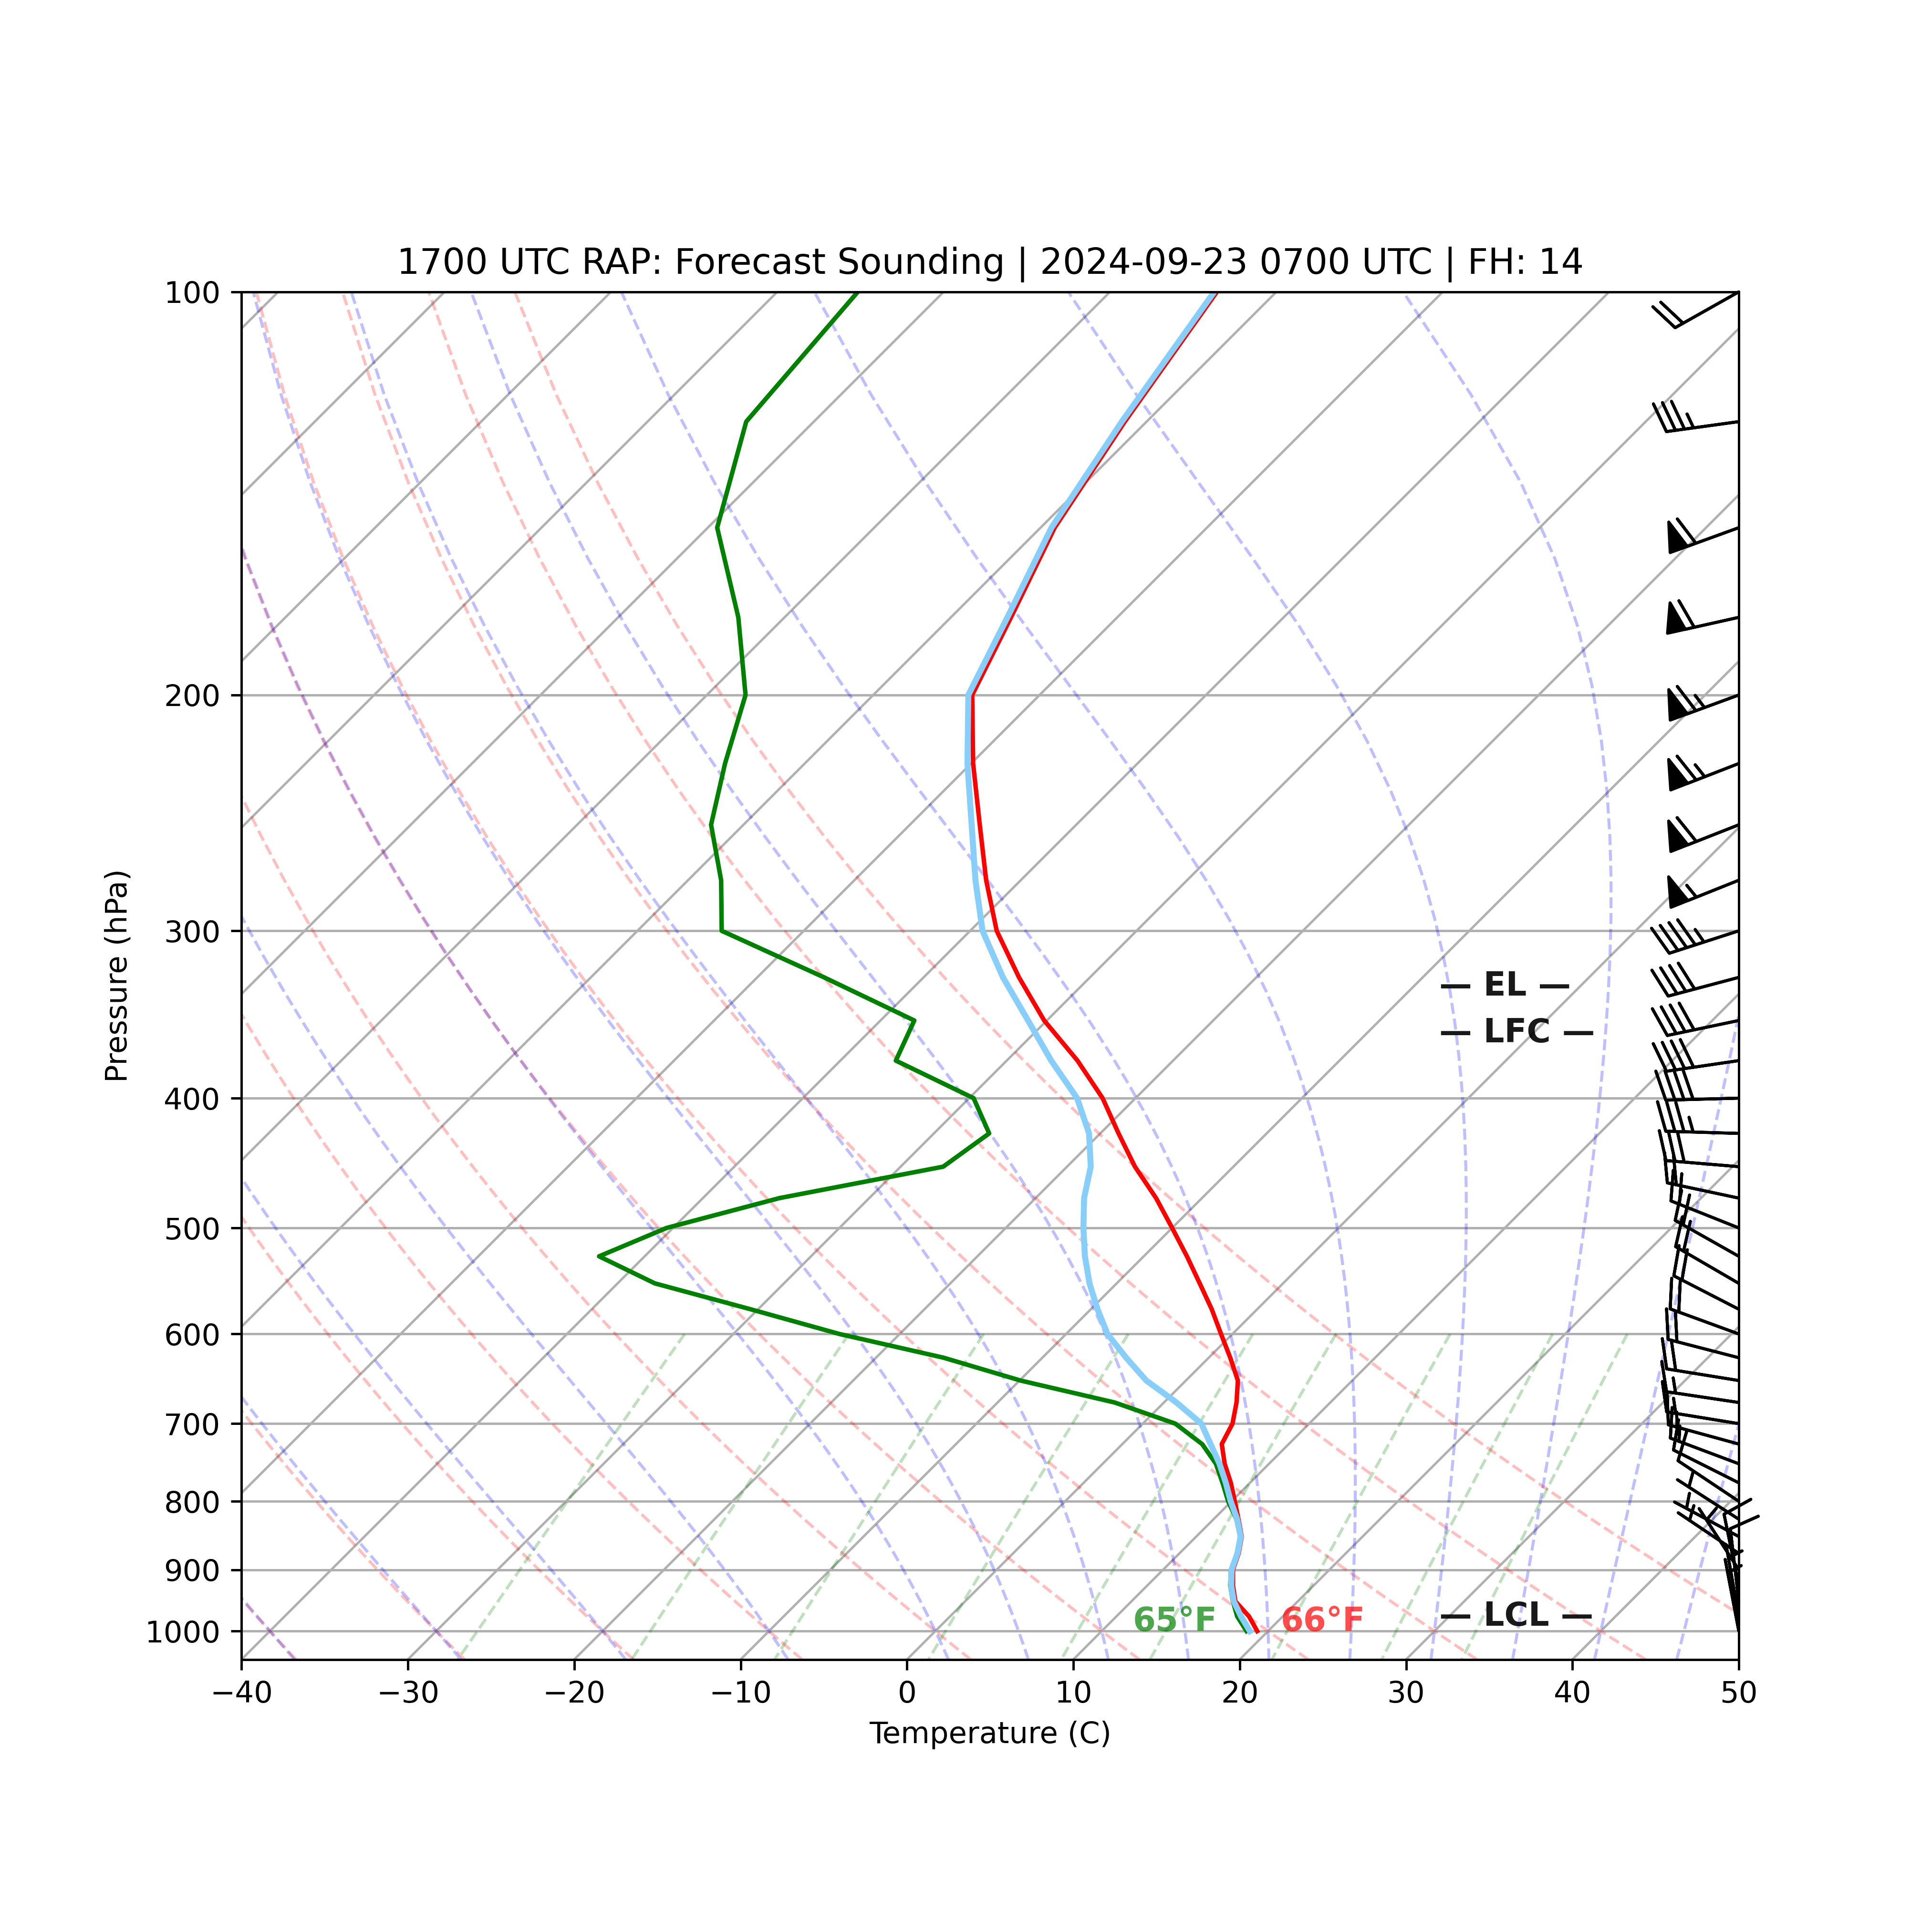 1700 UTC RAP: Forecast Sounding | 2024-09-23 0700 UTC | FH: 14
100
200
300
— EL —
— LFC —
Pressure (hPa)
400
500
600
700
800
900
65°F 66°F — LCL —
1000
−40 −30 −20 −10 0 10 20 30 40 50
Temperature (C)